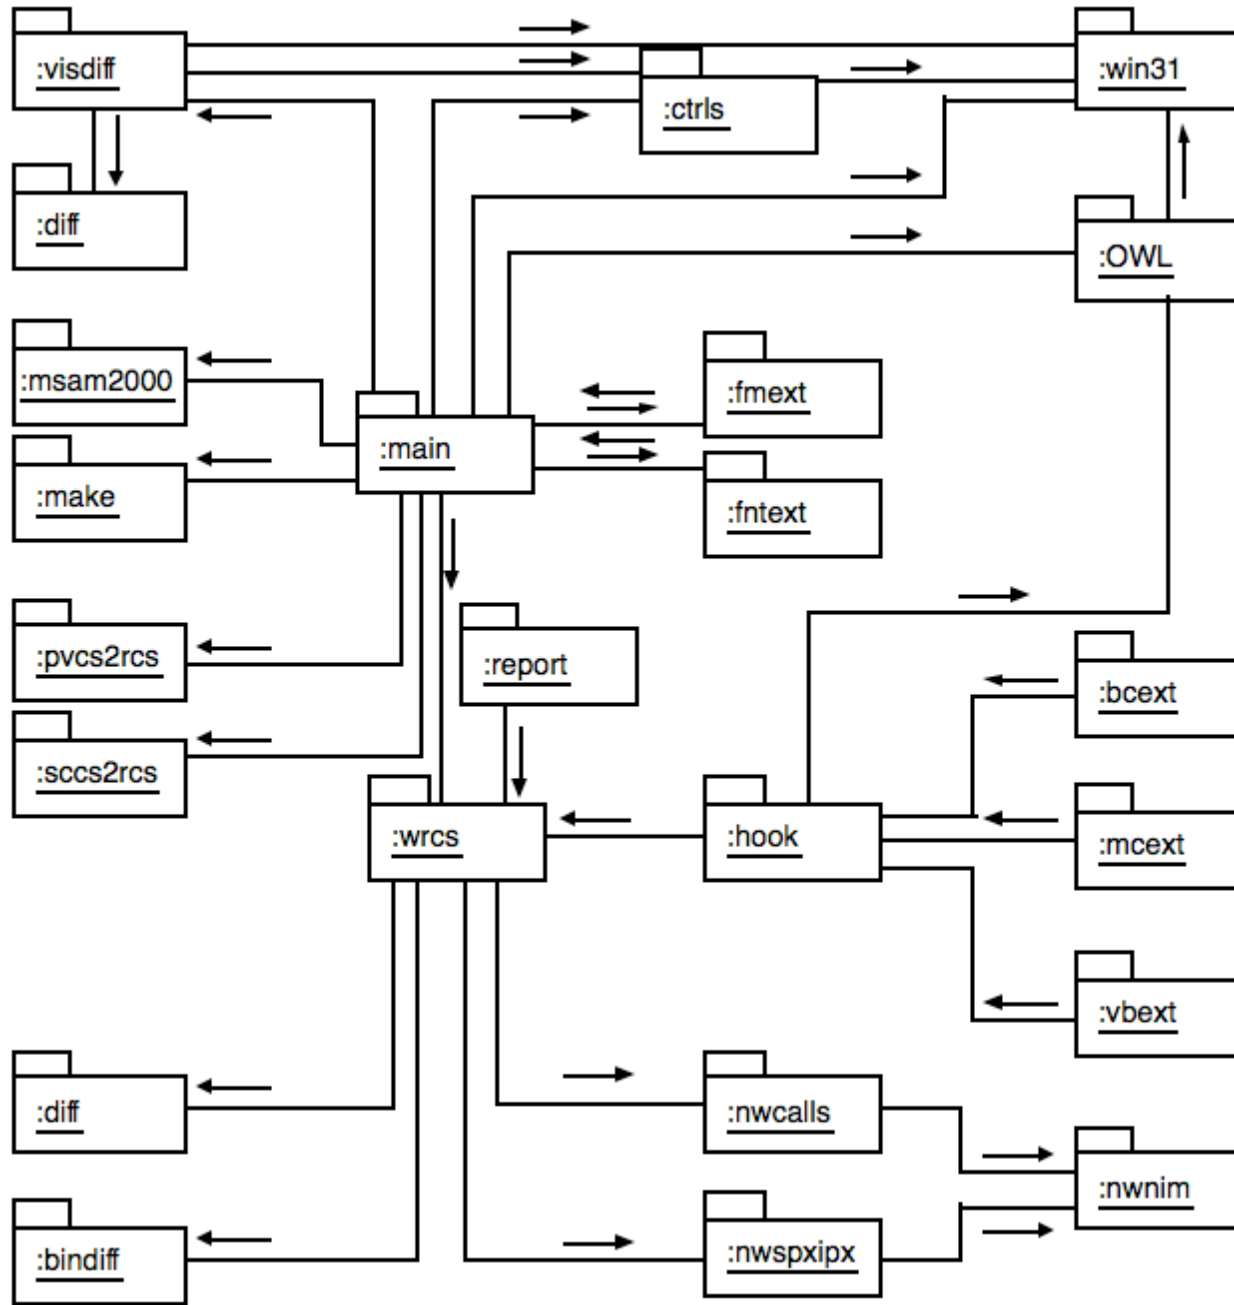 :visdiff
:win31
:ctrls
:diff
:OWL
:msam2000
:fmext
:main
:make
:fntext
:pvcs2rcs
:report
:bcext
:sccs2rcs
:wrcs
:hook
:mcext
:vbext
:diff
:nwcalls
:nwnim
:bindiff
:nwspxipx